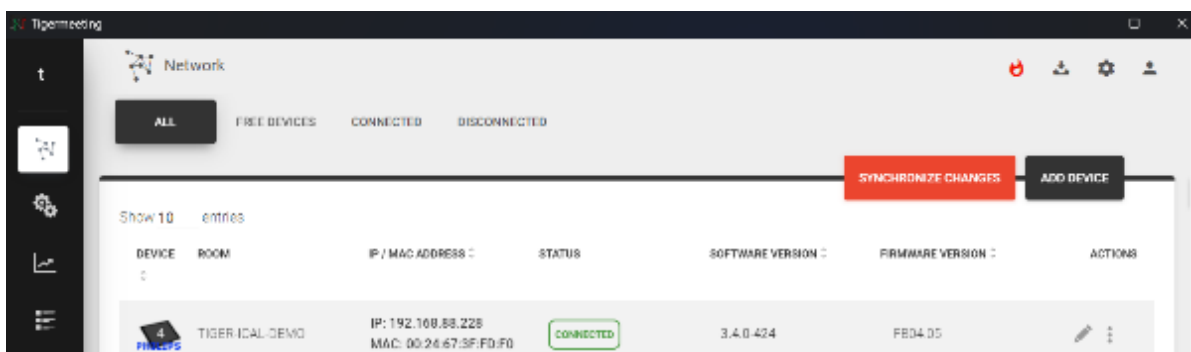 Tigermeeting
t
Network
ALL FREE DEVICES CONNECTED DISCONNECTED
SYNCHRONIZE CHANGES ADD DEVICE
Show 10 entries
DEVICE ROOM IP / MAC ADDRESS STATUS SOFTWARE VERSION FIRMWARE VERSION ACTIONS
4 PHILIPS TIGER-ICAL-DEMO IP: 192.168.88.228 CONNECTED 3.4.0-424 FB04.05
MAC: 00:24:67:3F:FD:F0